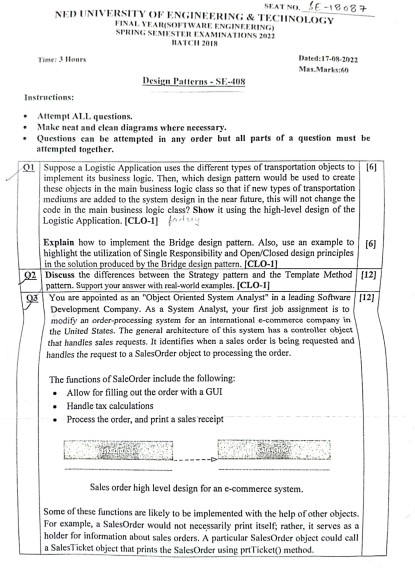 SEAT NO. SE-18087
NED UNIVERSITY OF ENGINEERING & TECHNOLOGY
FINAL YEAR(SOFTWARE ENGINEERING)
SPRING SEMESTER EXAMINATIONS 2022
BATCH 2018
Time: 3 Hours Dated:17-08-2022
Max.Marks:60
Design Patterns - SE-408
Instructions:
• Attempt ALL questions.
• Make neat and clean diagrams where necessary.
• Questions can be attempted in any order but all parts of a question must be
attempted together.
Q1 Suppose a Logistic Application uses the different types of transportation objects to [6]
implement its business logic. Then, which design pattern would be used to create
these objects in the main business logic class so that if new types of transportation
mediums are added to the system design in the near future, this will not change the
code in the main business logic class? Show it using the high-level design of the
Logistic Application. [CLO-1] factory
Explain how to implement the Bridge design pattern. Also, use an example to [6]
highlight the utilization of Single Responsibility and Open/Closed design principles
in the solution produced by the Bridge design pattern. [CLO-1]
Q2 Discuss the differences between the Strategy pattern and the Template Method [12]
pattern. Support your answer with real-world examples. [CLO-1]
Q3 You are appointed as an "Object Oriented System Analyst" in a leading Software [12]
Development Company. As a System Analyst, your first job assignment is to
modify an order-processing system for an international e-commerce company in
the United States. The general architecture of this system has a controller object
that handles sales requests. It identifies when a sales order is being requested and
handles the request to a SalesOrder object to processing the order.
The functions of SaleOrder include the following:
• Allow for filling out the order with a GUI
• Handle tax calculations
• Process the order, and print a sales receipt
Sales order high level design for an e-commerce system.
Some of these functions are likely to be implemented with the help of other objects.
For example, a SalesOrder would not necessarily print itself; rather, it serves as a
holder for information about sales orders. A particular SalesOrder object could call
a SalesTicket object that prints the SalesOrder using prtTicket() method.